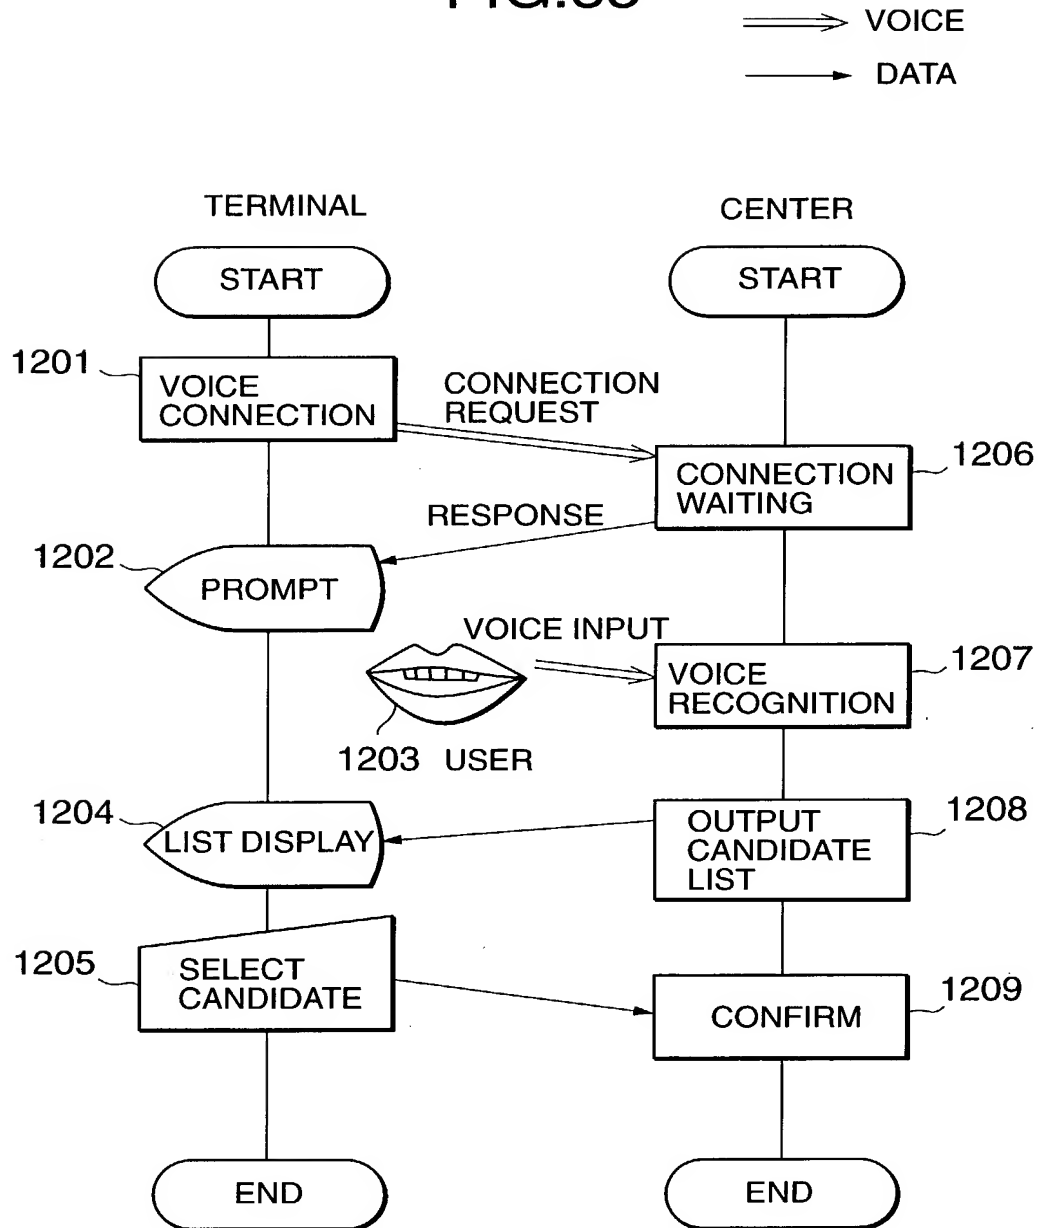 VOICE
DATA
TERMINAL
CENTER
START
START
1201
VOICE
CONNECTION
CONNECTION
REQUEST
1206
CONNECTION
WAITING
RESPONSE
1202
PROMPT
VOICE INPUT
1207
VOICE
RECOGNITION
1203 USER
1204
LIST DISPLAY
1208
OUTPUT
CANDIDATE
LIST
1205
SELECT
CANDIDATE
1209
CONFIRM
END
END